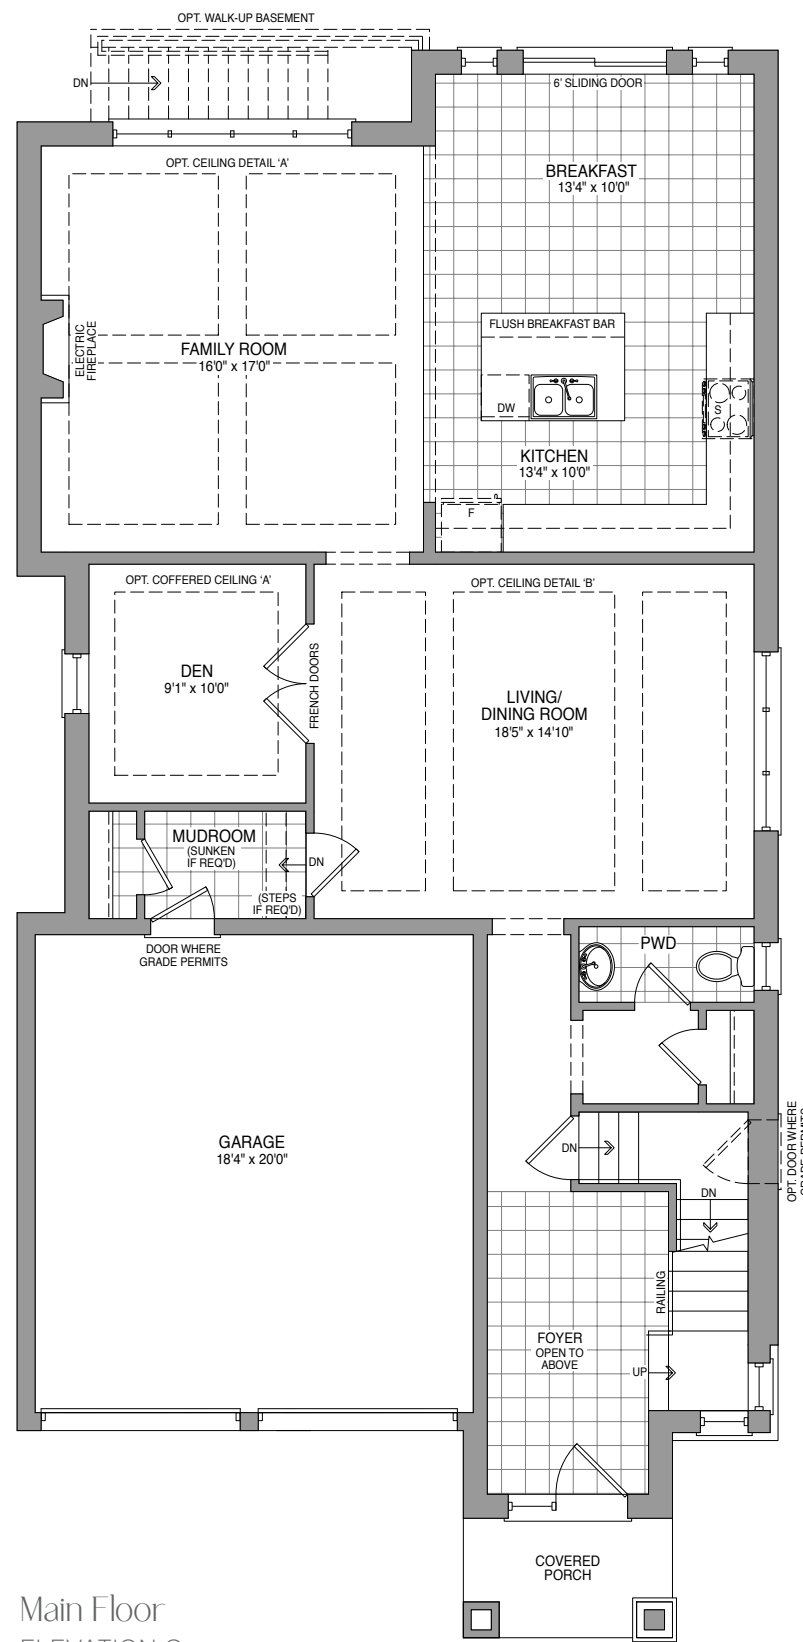 OPT. WALK-UP BASEMENT
DN
6' SLIDING DOOR
OPT. CEILING DETAIL 'A'
BREAKFAST
13'4" x 10'0"
FLUSH BREAKFAST BAR
ELECTRIC
FIREPLACE
FAMILY ROOM
16'0" x 17'0"
DW
S
KITCHEN
13'4" x 10'0"
F
OPT. COFFERED CEILING 'A'
OPT. CEILING DETAIL 'B'
DEN
9'1" x 10'0"
FRENCH DOORS
LIVING/
DINING ROOM
18'5" x 14'10"
MUDROOM
(SUNKEN
IF REQ'D)
DN
(STEPS
IF REQ'D)
DOOR WHERE
GRADE PERMITS
PWD
GARAGE
18'4" x 20'0"
DN
OPT. DOOR WHERE
GRADE PERMITS
DN
RAILING
FOYER
OPEN TO
ABOVE
UP
COVERED
PORCH
Main Floor
ELEVATION C